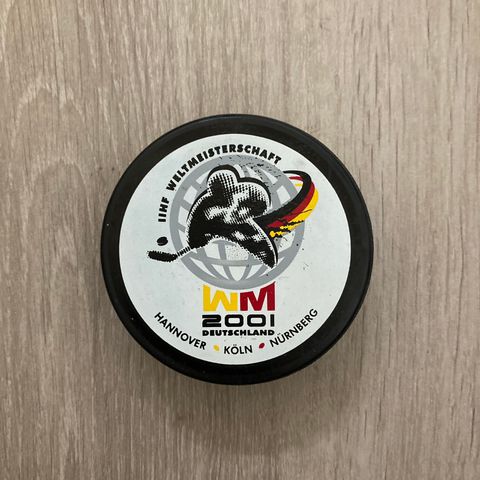 IIHF WELTMEISTERSCHAFT
WM
2001
DEUTSCHLAND
HANNOVER • KÖLN • NÜRNBERG